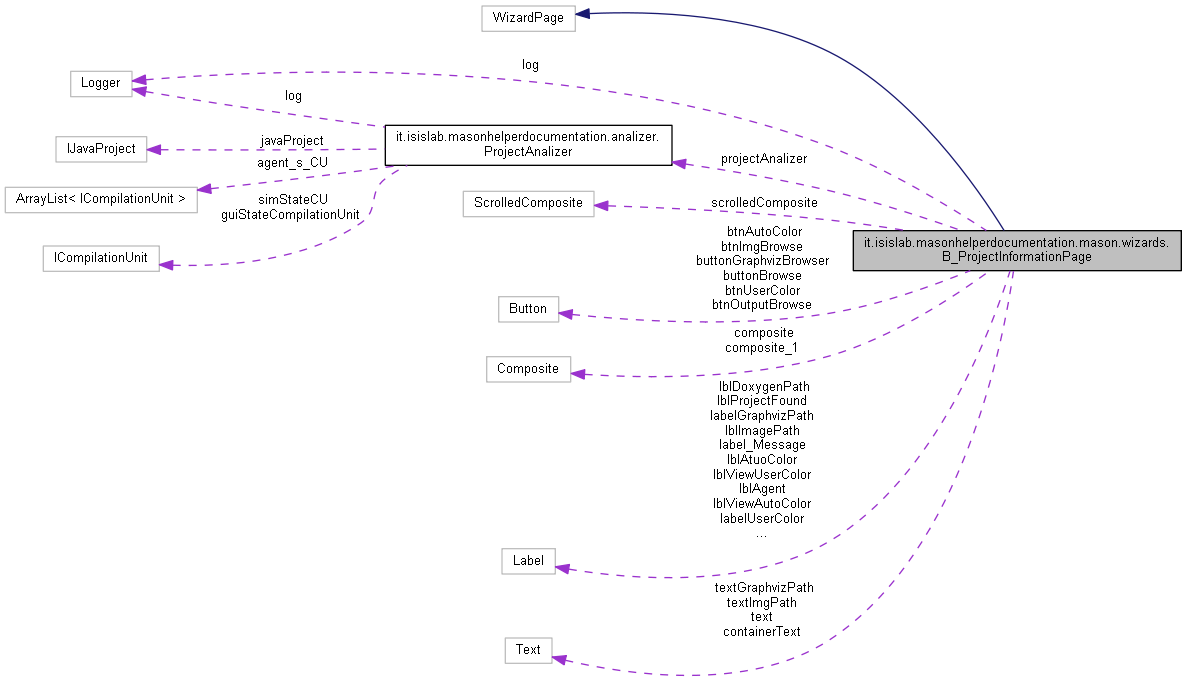 WizardPage
log
Logger
log
it.isislab.masonhelperdocumentation.analizer.
ProjectAnalizer
javaProject
IJavaProject
projectAnalizer
agent_s_CU
ArrayList< ICompilationUnit >
simStateCU
guiStateCompilationUnit
ScrolledComposite
scrolledComposite
it.isislab.masonhelperdocumentation.mason.wizards.
B_ProjectInformationPage
ICompilationUnit
btnAutoColor
btnImgBrowse
buttonGraphvizBrowser
buttonBrowse
btnUserColor
btnOutputBrowse
Button
composite
composite_1
Composite
lblDoxygenPath
lblProjectFound
labelGraphvizPath
lblImagePath
label_Message
lblAtuoColor
lblViewUserColor
lblAgent
lblViewAutoColor
labelUserColor
...
Label
textGraphvizPath
textImgPath
text
containerText
Text